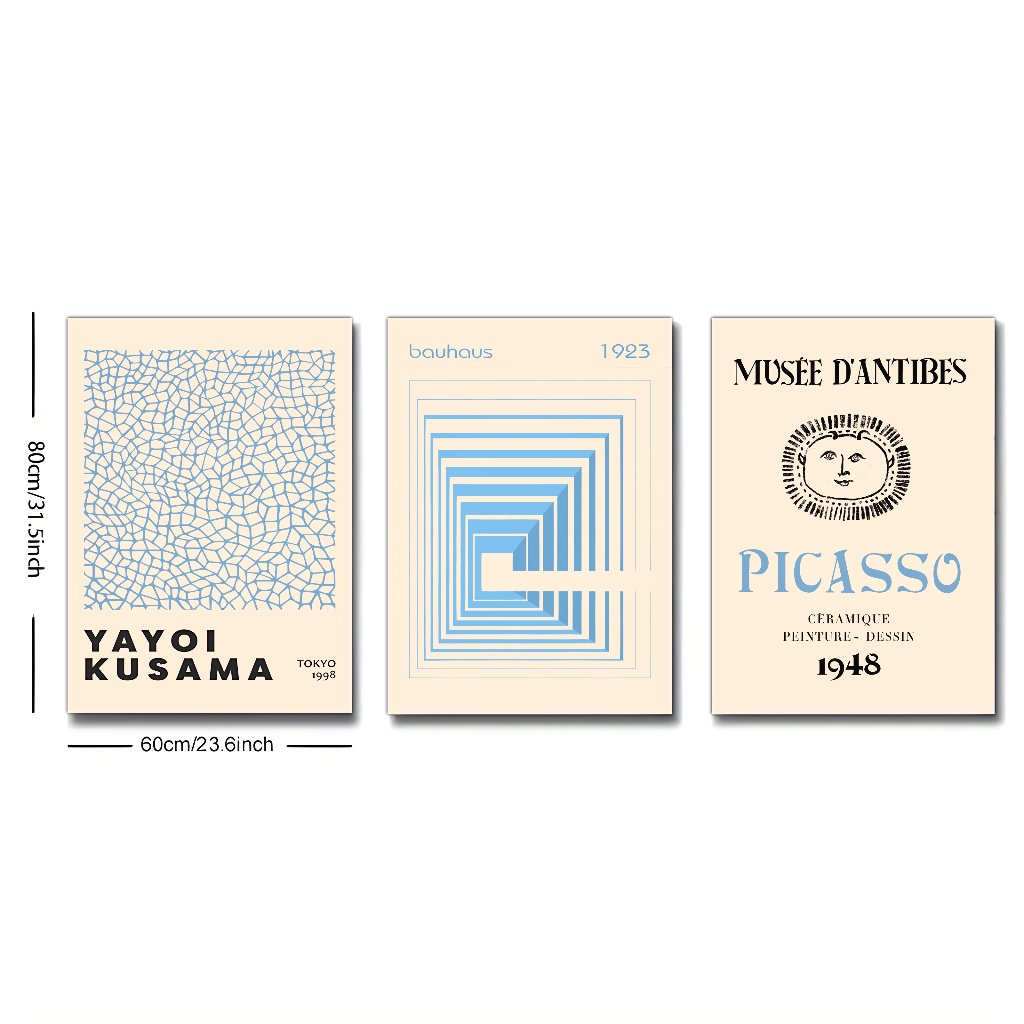 80cm/31.5inch
YAYOI
KUSAMA
TOKYO
1998
60cm/23.6inch
bauhaus 1923
MUSÉE D'ANTIBES
PICASSO
CÉRAMIQUE
PEINTURE - DESSIN
1948